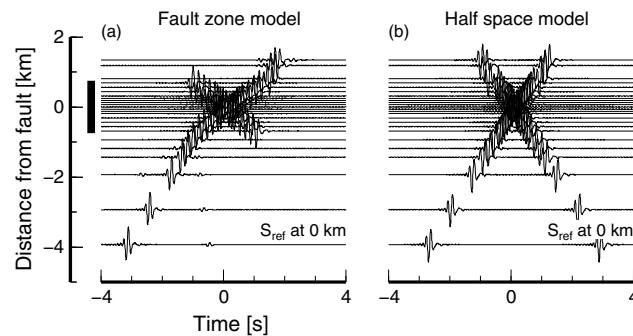 Fault zone model
Half space model
(a)
(b)
Distance from fault [km]
2
0
−2
−4
S_ref at 0 km
S_ref at 0 km
−4 0 4
−4 0 4
Time [s]